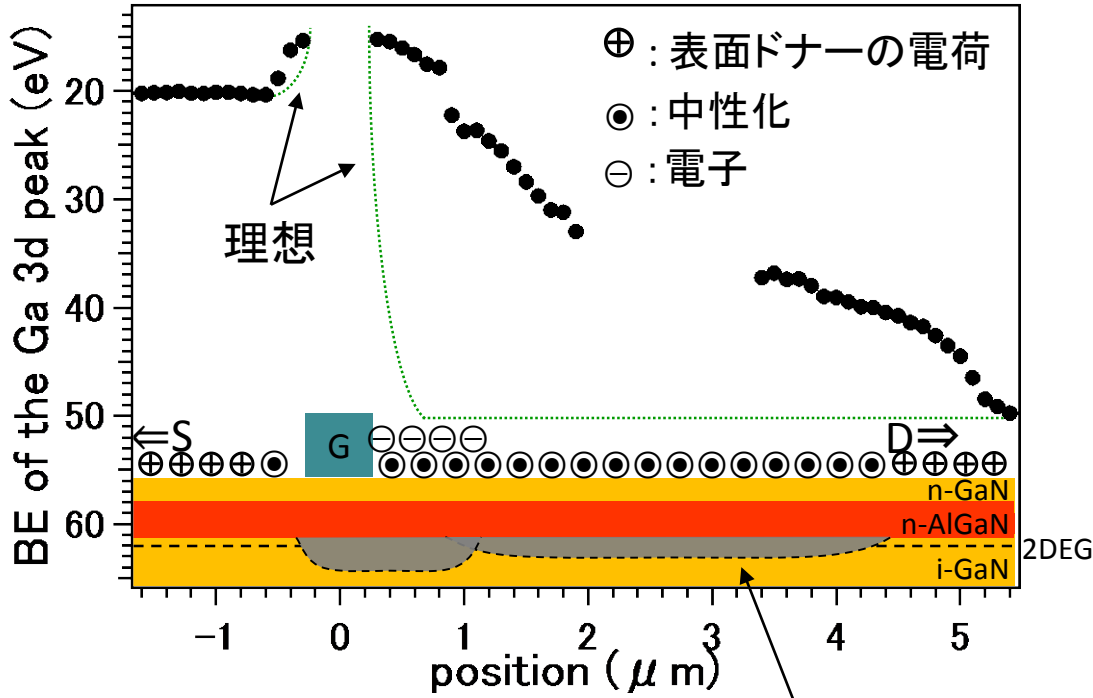 BE of the Ga 3d peak (eV)
20
30
40
50
60
⊕ : 表面ドナーの電荷
⦿ : 中性化
⊖ : 電子
理想
⇐S
G
D⇒
n-GaN
n-AlGaN
2DEG
i-GaN
-1
0
1
2
3
4
5
position (μm)